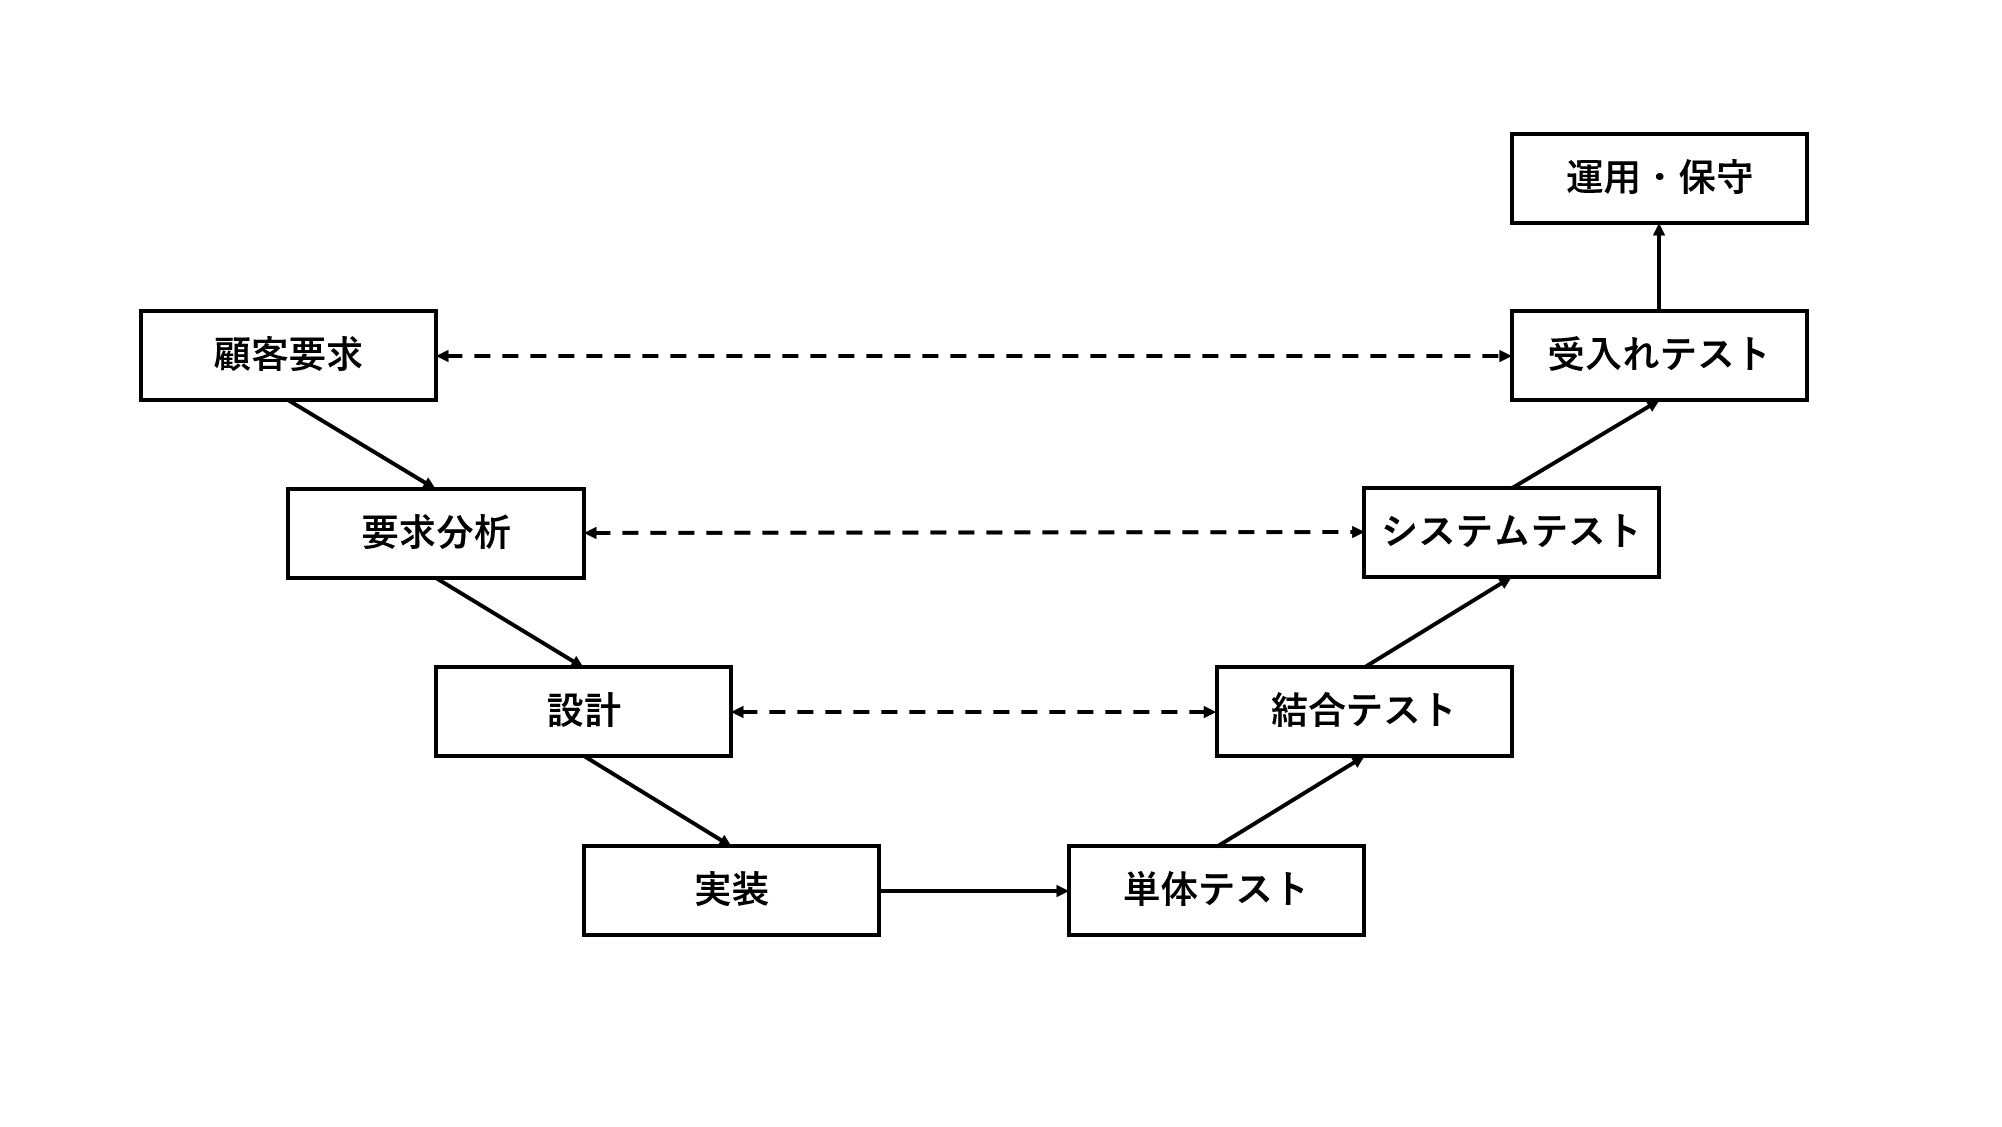 運用・保守
顧客要求
受入れテスト
要求分析
システムテスト
設計
結合テスト
実装
単体テスト